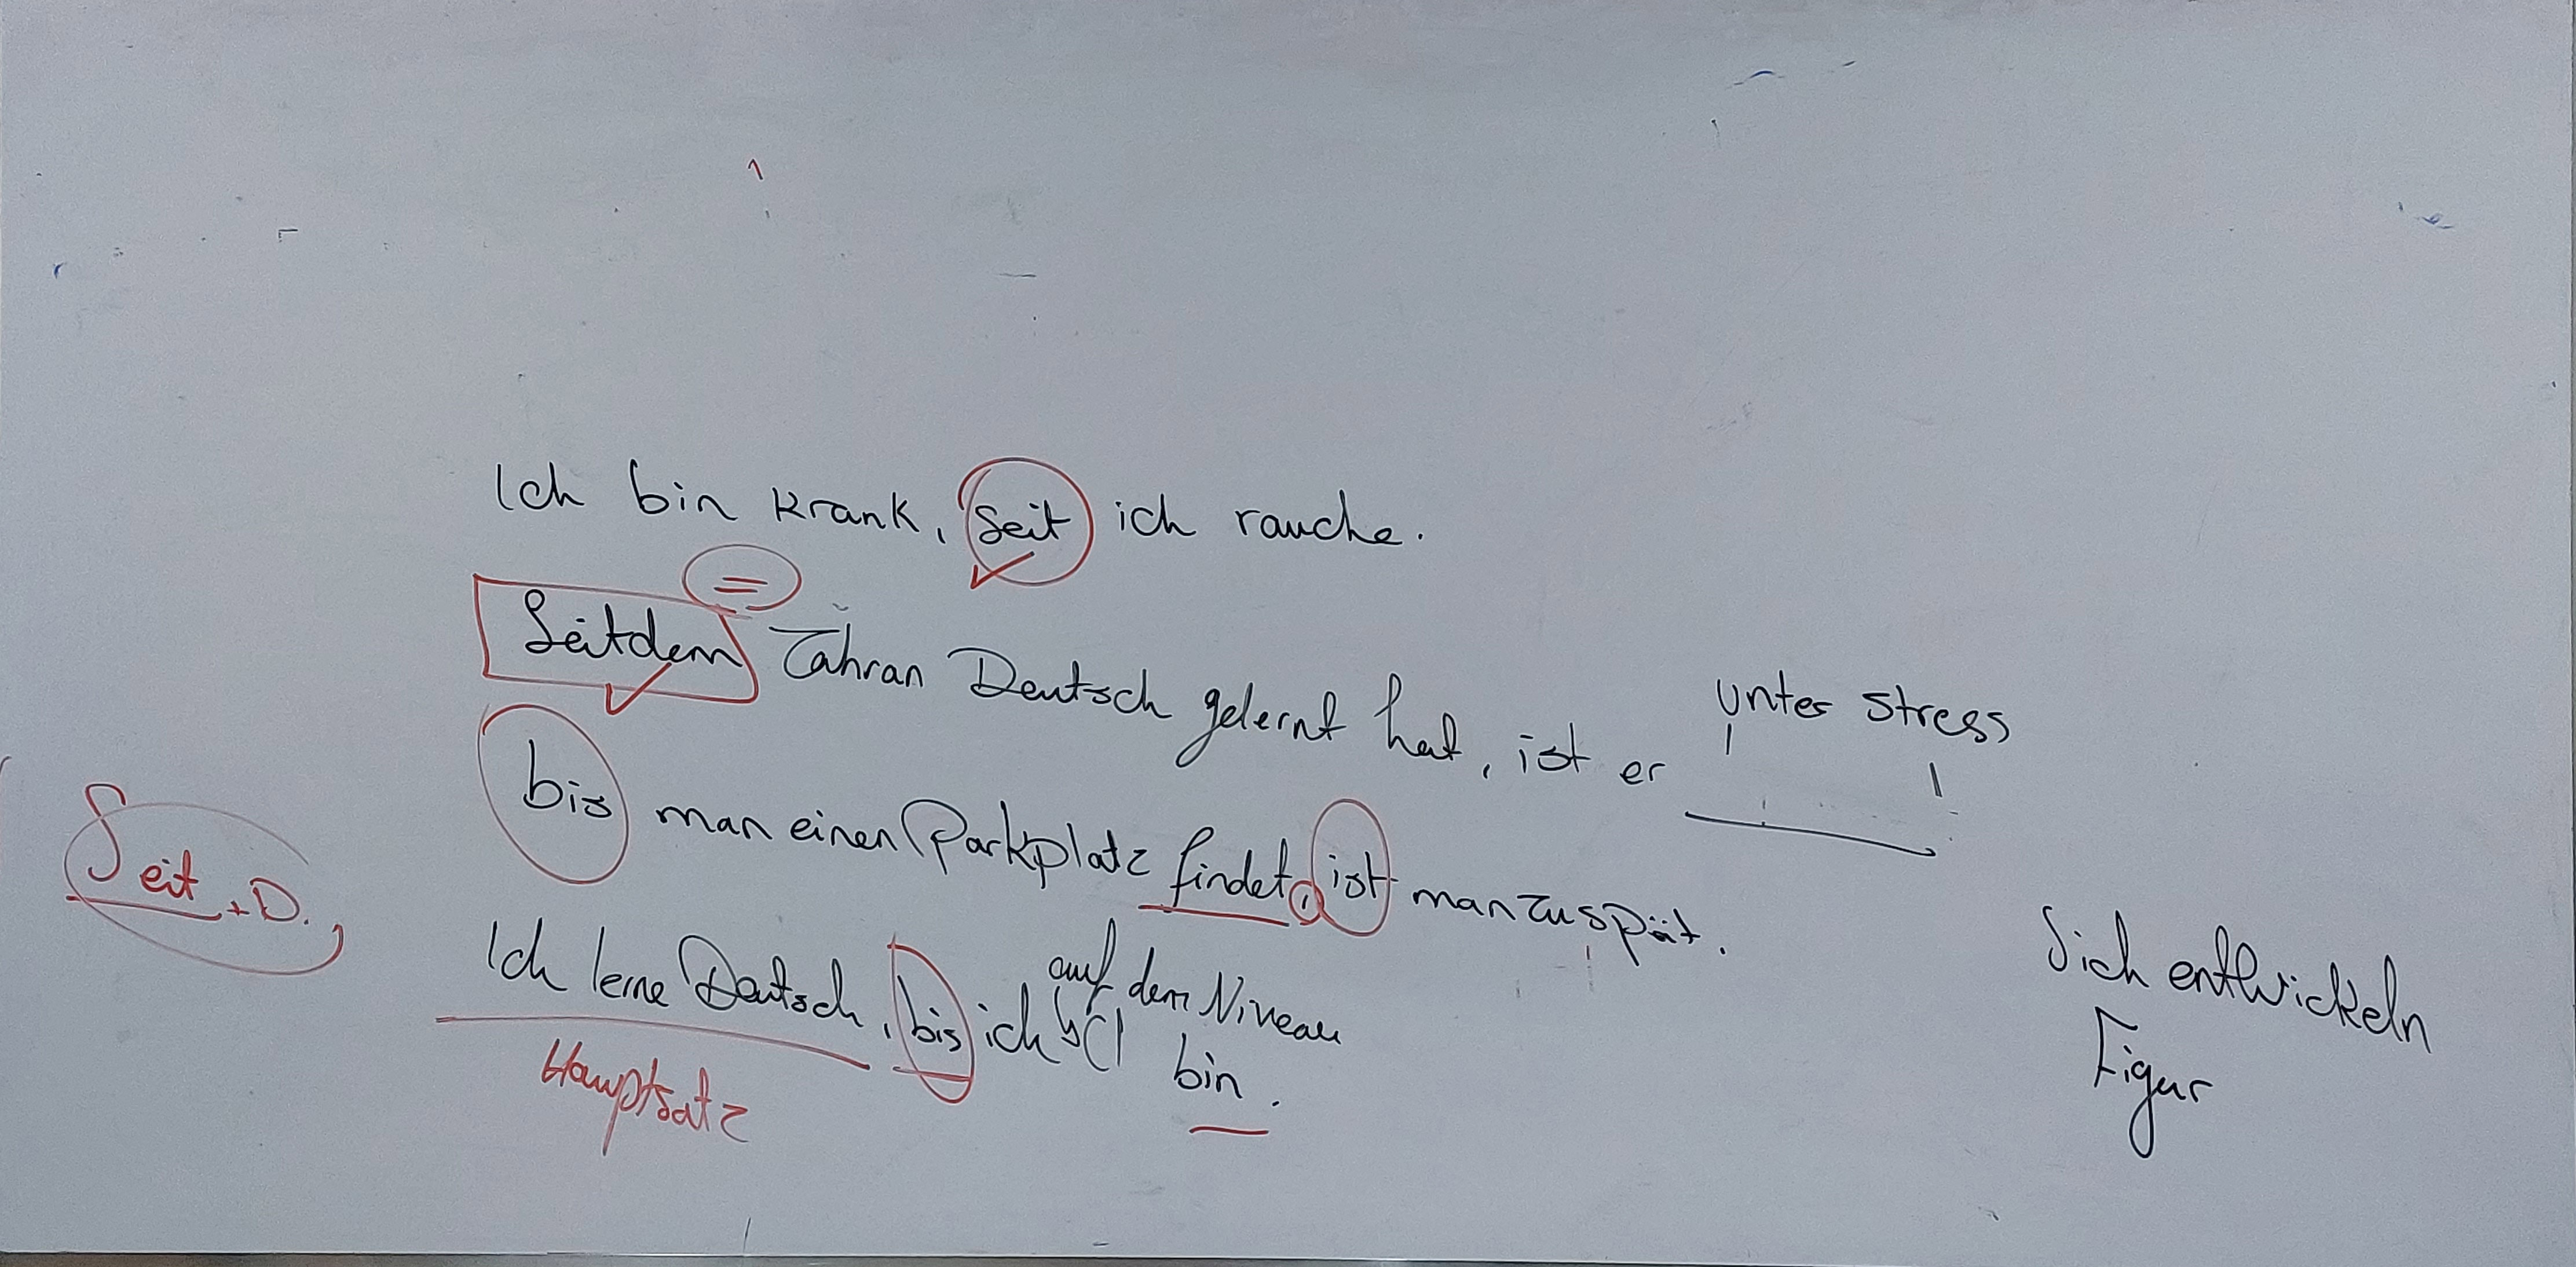 Ich bin krank, seit ich rauche.
=
Seitdem Tahran Deutsch gelernt hat, ist er unter stress
bis man einen Parkplatz findet, ist man zu spät.
Seit + D.
Ich lerne Deutsch, bis ich auf dem Niveau C1 bin.
Hauptsatz
Sich entwickeln
Figur